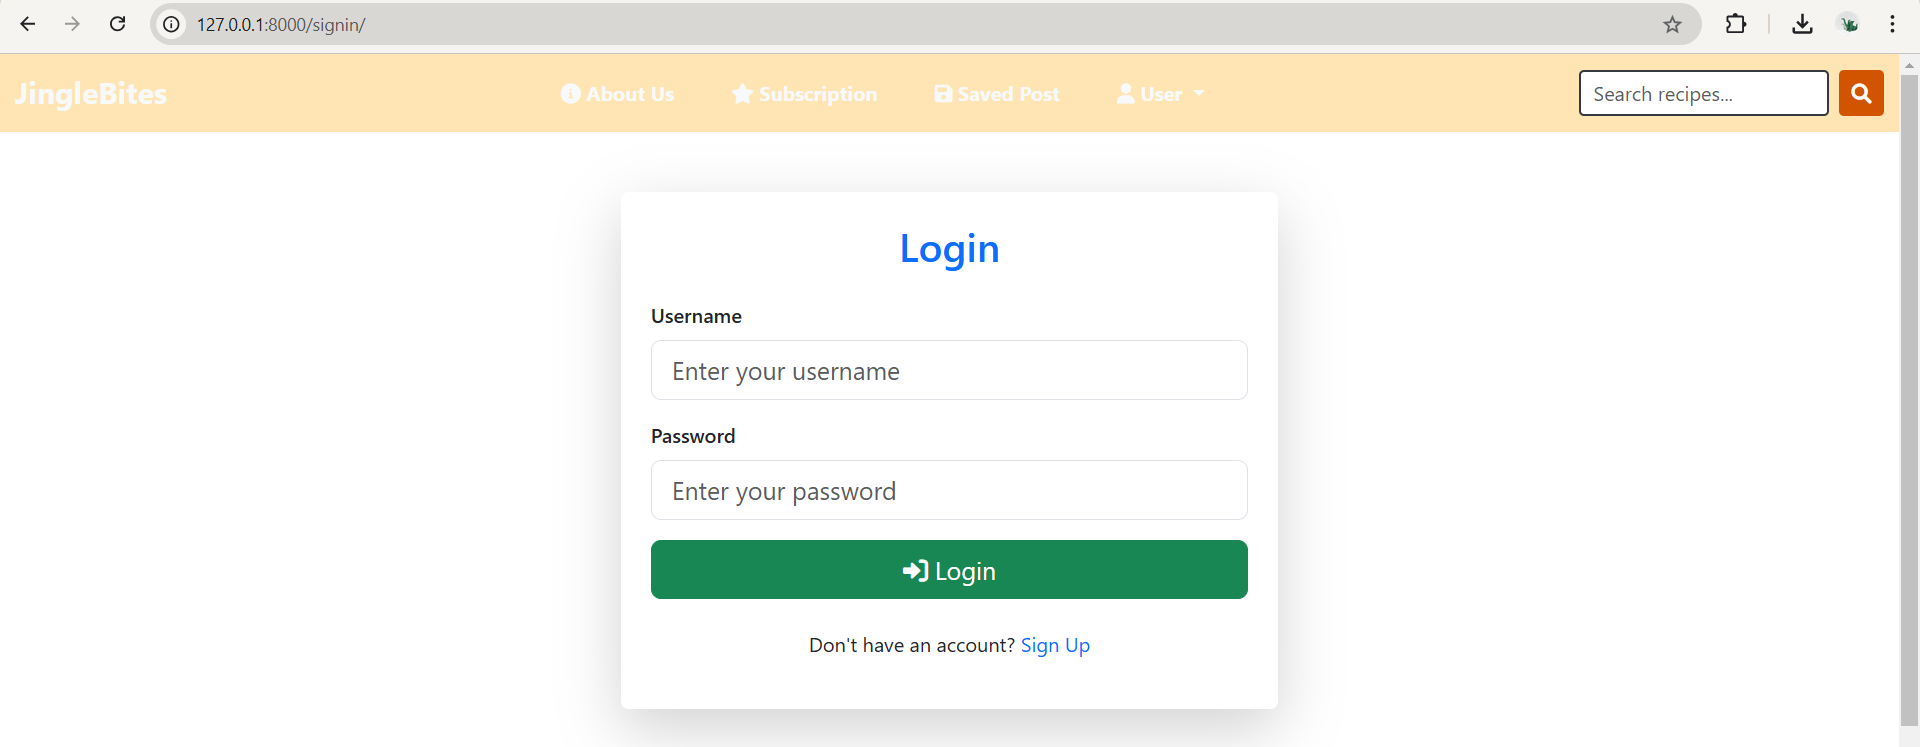 127.0.0.1:8000/signin/
JingleBites About Us Subscription Saved Post User Search recipes...
Login
Username
Enter your username
Password
Enter your password
Login
Don't have an account? Sign Up